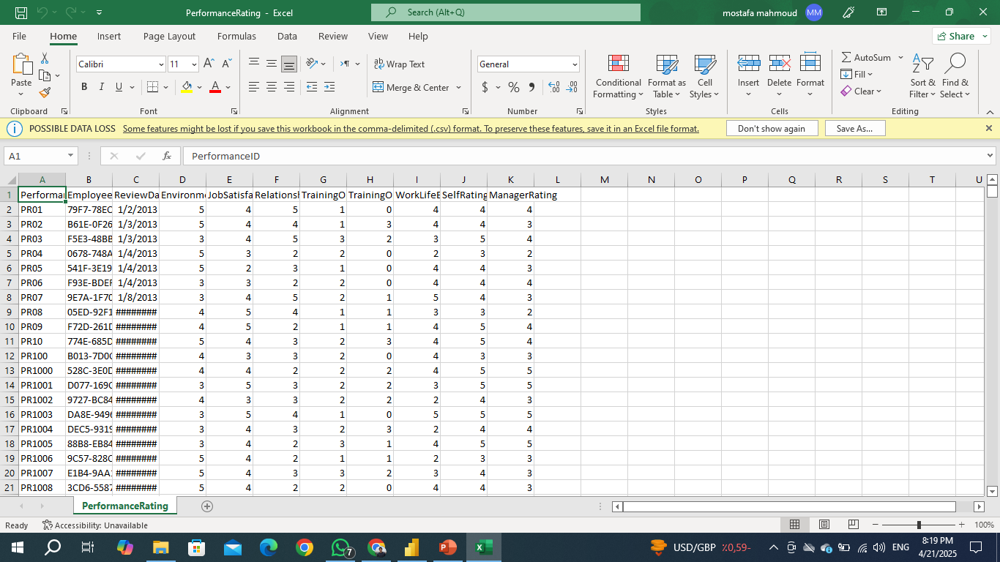 PerformanceRating - Excel
Search (Alt+Q)
mostafa mahmoud
MM
File Home Insert Page Layout Formulas Data Review View Help
Share
Paste
Clipboard
Calibri 11
B I U
Font
Wrap Text
Merge & Center
Alignment
General
$ % 9
Number
Conditional Formatting
Format as Table
Cell Styles
Styles
Insert Delete Format
Cells
AutoSum
Fill
Clear
Sort & Filter
Find & Select
Editing
POSSIBLE DATA LOSS Some features might be lost if you save this workbook in the comma-delimited (.csv) format. To preserve these features, save it in an Excel file format. Don't show again Save As...
A1 fx PerformanceID
A B C D E F G H I J K L M N O P Q R S T U
1 Performa Employee ReviewDa Environme JobSatisfa Relationsh TrainingO TrainingO WorkLifeB SelfRating ManagerRating
2 PR01 79F7-78EC 1/2/2013 5 4 5 1 0 4 4 4
3 PR02 B61E-0F26 1/3/2013 5 4 4 1 3 4 4 3
4 PR03 F5E3-48BB 1/3/2013 3 4 5 3 2 3 5 4
5 PR04 0678-748A 1/4/2013 5 3 2 2 0 2 3 2
6 PR05 541F-3E19 1/4/2013 5 2 3 1 0 4 4 3
7 PR06 F93E-BDEF 1/4/2013 3 3 2 2 0 4 4 4
8 PR07 9E7A-1F70 1/8/2013 3 4 5 2 1 5 4 3
9 PR08 05ED-92F1 ######## 4 5 4 1 1 3 3 2
10 PR09 F72D-261D ######## 4 5 2 1 1 4 5 4
11 PR10 774E-685D ######## 5 4 3 2 3 4 5 4
12 PR100 B013-7D0C ######## 4 3 3 2 0 4 3 3
13 PR1000 528C-3E0D ######## 4 4 2 2 2 4 5 5
14 PR1001 D077-169C ######## 3 5 3 2 2 3 5 5
15 PR1002 9727-BC84 ######## 4 3 3 2 2 2 4 3
16 PR1003 DA8E-9496 ######## 3 5 4 1 0 5 5 5
17 PR1004 DEC5-9319 ######## 3 4 3 2 3 2 4 4
18 PR1005 88B8-EB84 ######## 3 4 2 3 1 4 5 5
19 PR1006 9C57-828C ######## 5 4 2 1 1 2 3 3
20 PR1007 E1B4-9AA ######## 5 4 3 3 2 3 4 3
21 PR1008 3CD6-5587 ######## 5 4 2 2 0 4 4 3
PerformanceRating
Ready Accessibility: Unavailable 100%
7
USD/GBP ٪0,59-
ENG
8:19 PM
4/21/2025